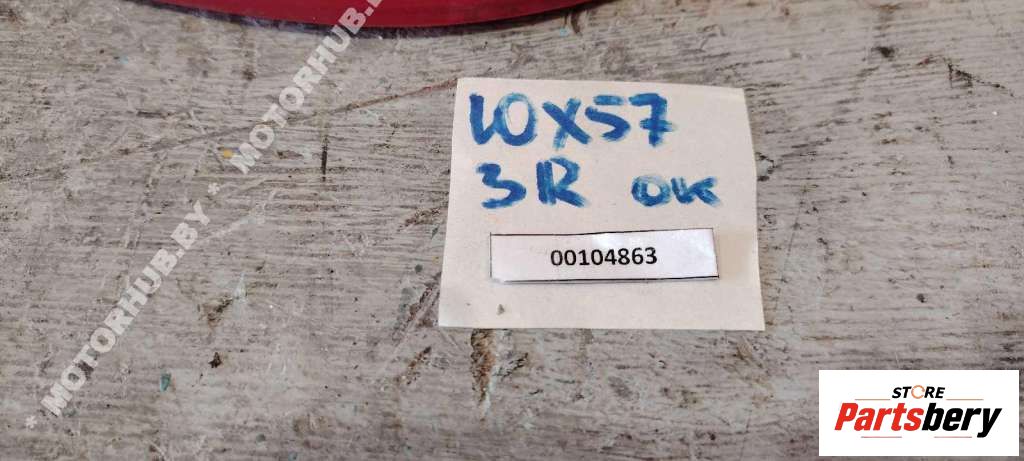 * MOTORHUB.BY * MOTORHUB.BY
10X57
3R OK
00104863
STORE
Partsbery